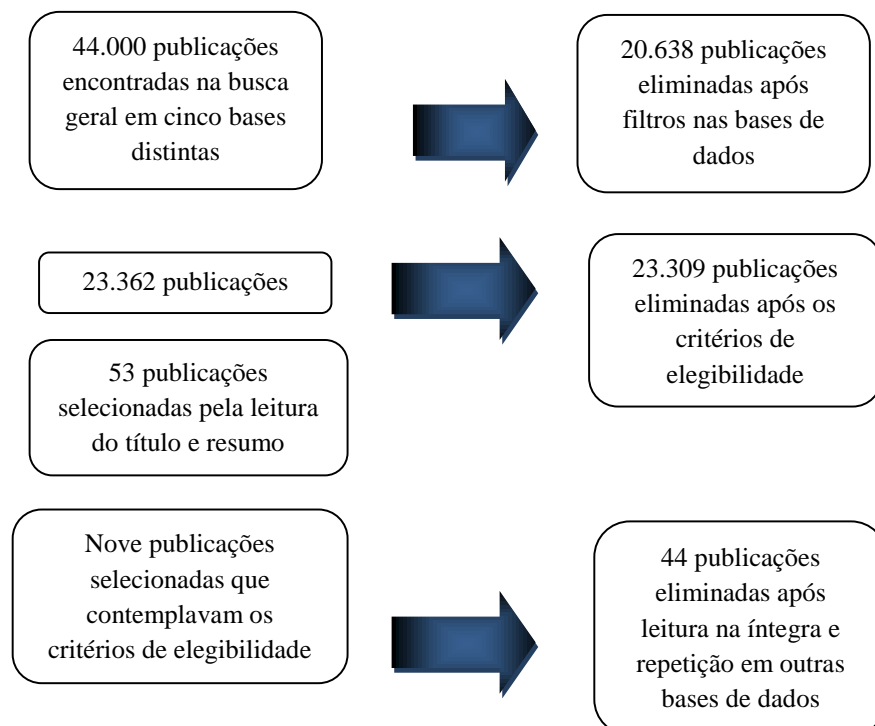 44.000 publicações
encontradas na busca
geral em cinco bases
distintas
20.638 publicações
eliminadas após
filtros nas bases de
dados
23.362 publicações
23.309 publicações
eliminadas após os
critérios de
elegibilidade
53 publicações
selecionadas pela leitura
do título e resumo
Nove publicações
selecionadas que
contemplavam os
critérios de elegibilidade
44 publicações
eliminadas após
leitura na íntegra e
repetição em outras
bases de dados